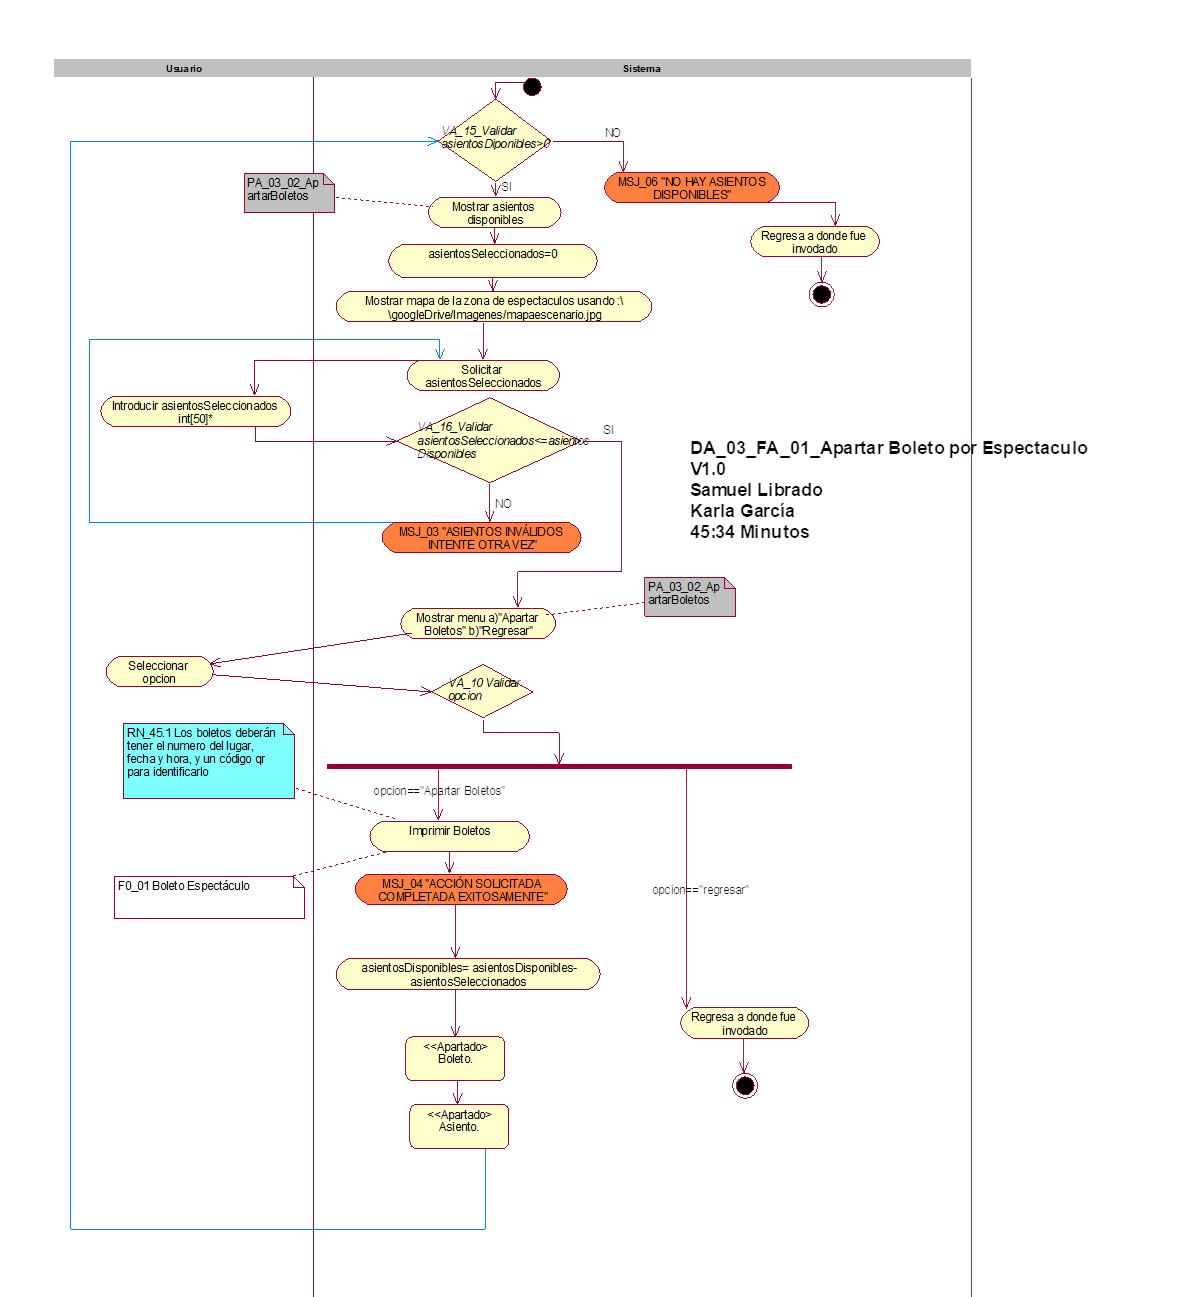 Usuario
Sistema
VA_15_Validar
asientosDiponibles>0
NO
SI
PA_03_02_Ap
artarBoletos
MSJ_06 "NO HAY ASIENTOS
DISPONIBLES"
Mostrar asientos
disponibles
Regresa a donde fue
invodado
asientosSeleccionados=0
Mostrar mapa de la zona de espectaculos usando :\
\googleDrive/Imagenes/mapaescenario.jpg
Solicitar
asientosSeleccionados
Introducir asientosSeleccionados
int[50]*
VA_16_Validar
asientosSeleccionados<=asientos
Disponibles
SI
NO
DA_03_FA_01_Apartar Boleto por Espectaculo
V1.0
Samuel Librado
Karla García
45:34 Minutos
MSJ_03 "ASIENTOS INVÁLIDOS
INTENTE OTRA VEZ"
PA_03_02_Ap
artarBoletos
Mostrar menu a)"Apartar
Boletos" b)"Regresar"
Seleccionar
opcion
VA_10 Validar
opcion
RN_45.1 Los boletos deberán
tener el numero del lugar,
fecha y hora, y un código qr
para identificarlo
opcion=="Apartar Boletos"
Imprimir Boletos
F0_01 Boleto Espectáculo
MSJ_04 "ACCIÓN SOLICITADA
COMPLETADA EXITOSAMENTE"
opcion=="regresar"
asientosDisponibles= asientosDisponibles-
asientosSeleccionados
Regresa a donde fue
invodado
<<Apartado>
Boleto.
<<Apartado>
Asiento.